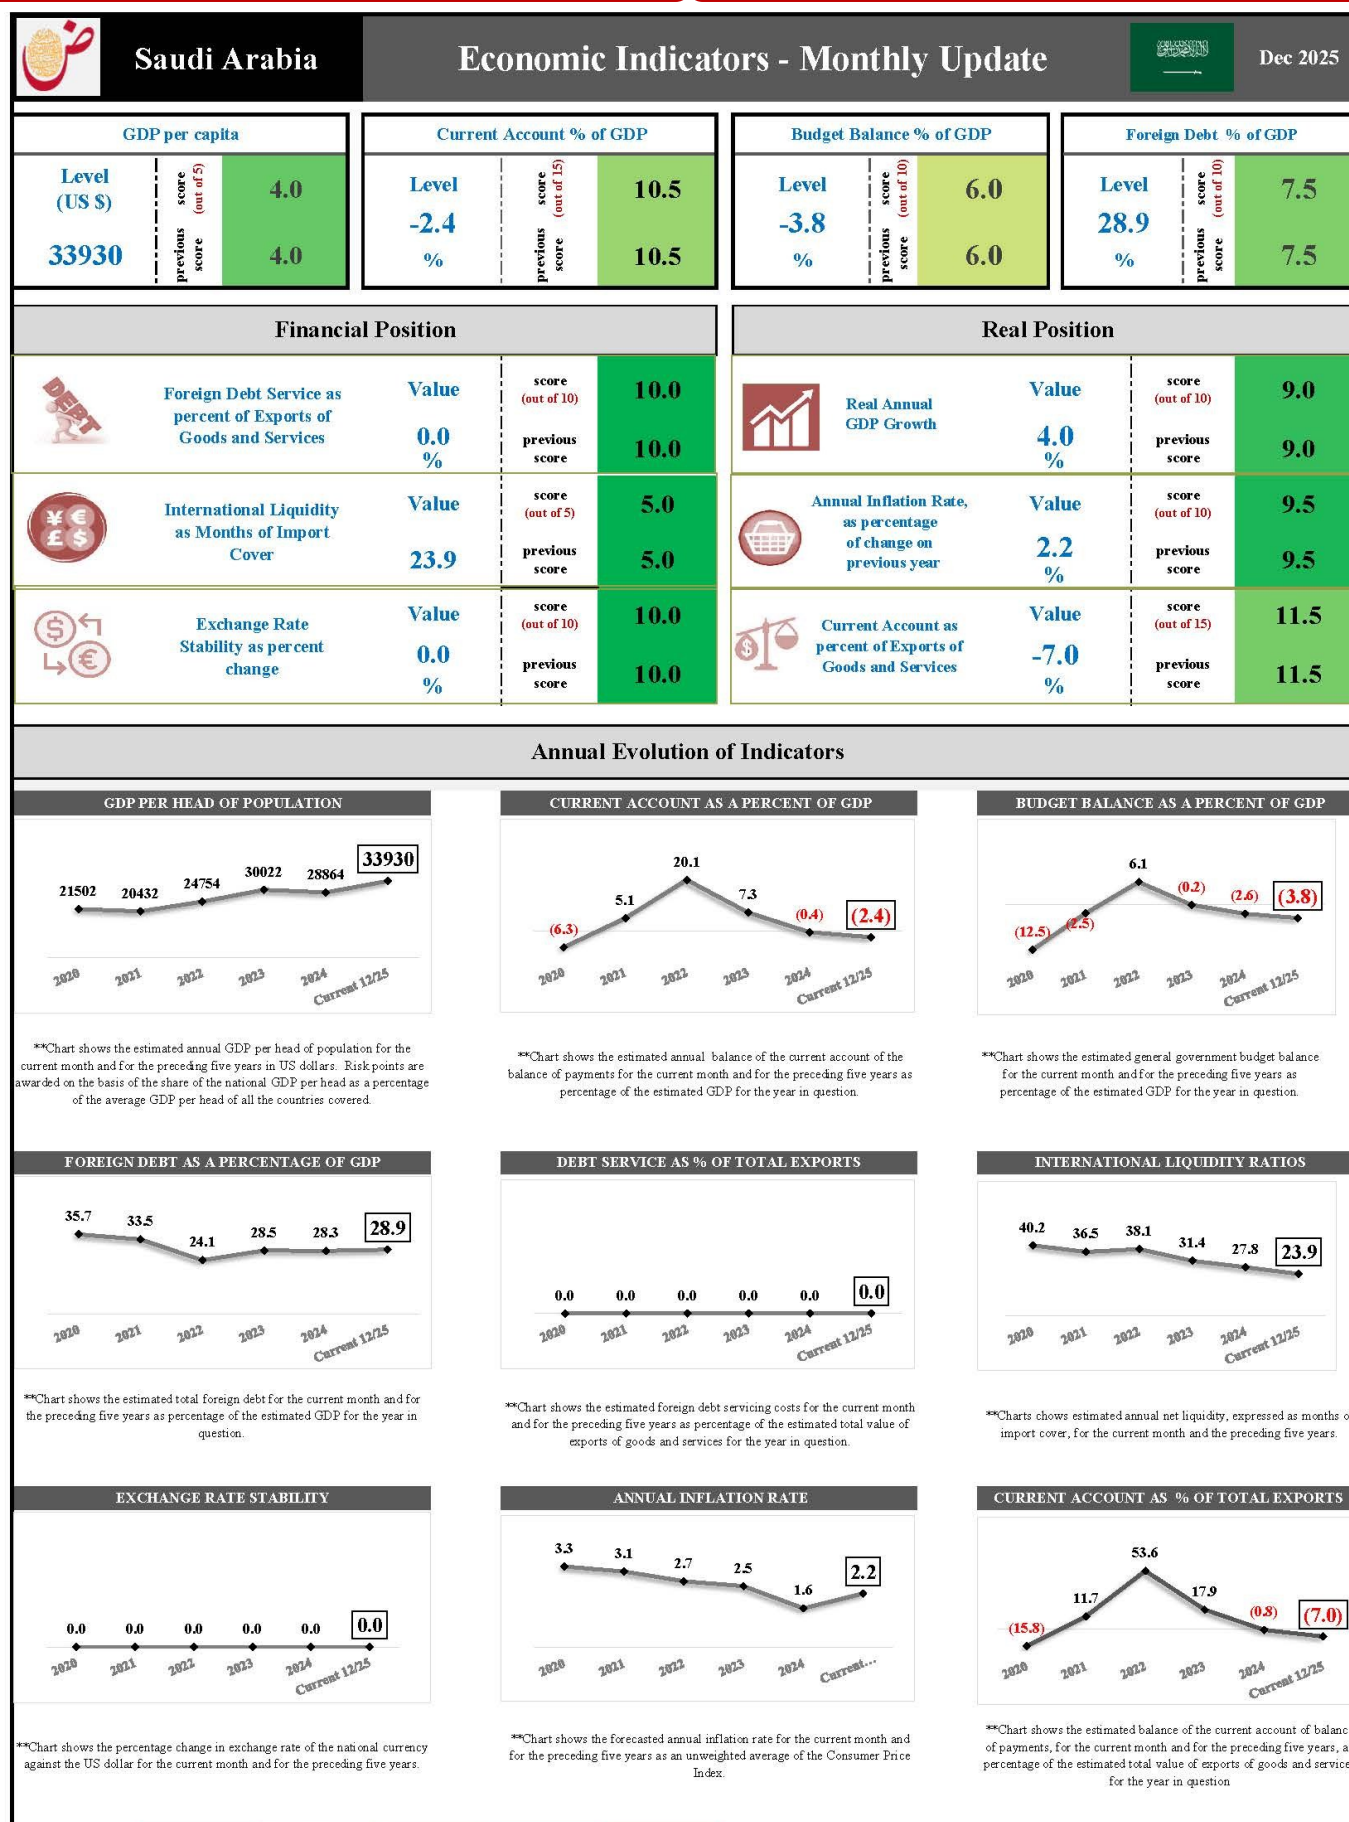 Saudi Arabia
Economic Indicators - Monthly Update
Dec 2025
GDP per capita
Level
(US $)
33930
score
(out of 5)
4.0
previous
score
4.0
Current Account % of GDP
Level
-2.4
%
score
(out of 15)
10.5
previous
score
10.5
Budget Balance % of GDP
Level
-3.8
%
score
(out of 10)
6.0
previous
score
6.0
Foreign Debt % of GDP
Level
28.9
%
score
(out of 10)
7.5
previous
score
7.5
Financial Position
DEBT
Foreign Debt Service as
percent of Exports of
Goods and Services
Value
0.0
%
score
(out of 10)
10.0
previous
score
10.0
¥ €
£ $
International Liquidity
as Months of Import
Cover
Value
23.9
score
(out of 5)
5.0
previous
score
5.0
$
€
Exchange Rate
Stability as percent
change
Value
0.0
%
score
(out of 10)
10.0
previous
score
10.0
Real Position
Real Annual
GDP Growth
Value
4.0
%
score
(out of 10)
9.0
previous
score
9.0
Annual Inflation Rate,
as percentage
of change on
previous year
Value
2.2
%
score
(out of 10)
9.5
previous
score
9.5
$
Current Account as
percent of Exports of
Goods and Services
Value
-7.0
%
score
(out of 15)
11.5
previous
score
11.5
Annual Evolution of Indicators
GDP PER HEAD OF POPULATION
21502 20432 24754 30022 28864 33930
2020 2021 2022 2023 2024 Current 12/25
**Chart shows the estimated annual GDP per head of population for the
current month and for the preceding five years in US dollars. Risk points are
awarded on the basis of the share of the national GDP per head as a percentage
of the average GDP per head of all the countries covered.
CURRENT ACCOUNT AS A PERCENT OF GDP
(6.3) 5.1 20.1 7.3 (0.4) (2.4)
2020 2021 2022 2023 2024 Current 12/25
**Chart shows the estimated annual balance of the current account of the
balance of payments for the current month and for the preceding five years as
percentage of the estimated GDP for the year in question.
BUDGET BALANCE AS A PERCENT OF GDP
(12.5) (2.5) 6.1 (0.2) (2.6) (3.8)
2020 2021 2022 2023 2024 Current 12/25
**Chart shows the estimated general government budget balance
for the current month and for the preceding five years as
percentage of the estimated GDP for the year in question.
FOREIGN DEBT AS A PERCENTAGE OF GDP
35.7 33.5 24.1 28.5 28.3 28.9
2020 2021 2022 2023 2024 Current 12/25
**Chart shows the estimated total foreign debt for the current month and for
the preceding five years as percentage of the estimated GDP for the year in
question.
DEBT SERVICE AS % OF TOTAL EXPORTS
0.0 0.0 0.0 0.0 0.0 0.0
2020 2021 2022 2023 2024 Current 12/25
**Chart shows the estimated foreign debt servicing costs for the current month
and for the preceding five years as percentage of the estimated total value of
exports of goods and services for the year in question.
INTERNATIONAL LIQUIDITY RATIOS
40.2 36.5 38.1 31.4 27.8 23.9
2020 2021 2022 2023 2024 Current 12/25
**Charts chows estimated annual net liquidity, expressed as months o
import cover, for the current month and the preceding five years.
EXCHANGE RATE STABILITY
0.0 0.0 0.0 0.0 0.0 0.0
2020 2021 2022 2023 2024 Current 12/25
**Chart shows the percentage change in exchange rate of the national currency
against the US dollar for the current month and for the preceding five years.
ANNUAL INFLATION RATE
3.3 3.1 2.7 2.5 1.6 2.2
2020 2021 2022 2023 2024 Current...
**Chart shows the forecasted annual inflation rate for the current month and
for the preceding five years as an unweighted average of the Consumer Price
Index.
CURRENT ACCOUNT AS % OF TOTAL EXPORTS
(15.8) 11.7 53.6 17.9 (0.8) (7.0)
2020 2021 2022 2023 2024 Current 12/25
**Chart shows the estimated balance of the current account of balanc
of payments, for the current month and for the preceding five years, a
percentage of the estimated total value of exports of goods and service
for the year in question